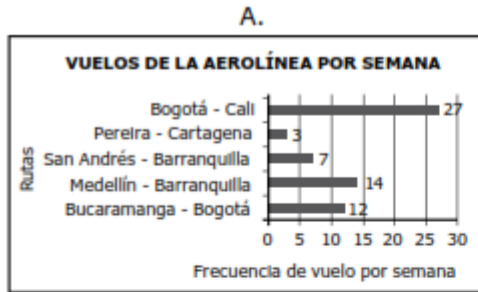 A.
VUELOS DE LA AEROLÍNEA POR SEMANA
Rutas
Bogotá - Cali 27
Pereira - Cartagena 3
San Andrés - Barranquilla 7
Medellín - Barranquilla 14
Bucaramanga - Bogotá 12
0 5 10 15 20 25 30
Frecuencia de vuelo por semana